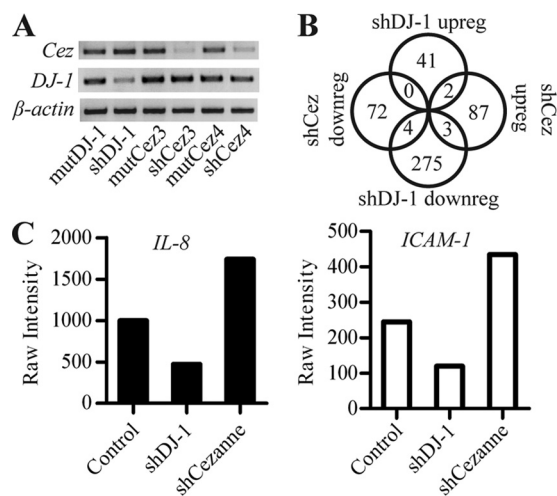 A
Cez
DJ-1
β-actin
mutDJ-1
shDJ-1
mutCez3
shCez3
mutCez4
shCez4
B
shDJ-1 upreg
41
0
2
shCez downreg
72
87
shCez upreg
4
3
275
shDJ-1 downreg
C
IL-8
Raw Intensity
2000
1500
1000
500
0
Control
shDJ-1
shCezanne
ICAM-1
Raw Intensity
500
400
300
200
100
0
Control
shDJ-1
shCezanne